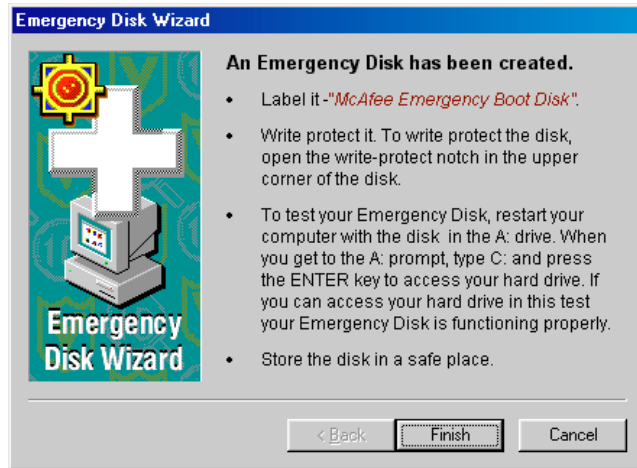 Emergency Disk Wizard
An Emergency Disk has been created.
• Label it -"McAfee Emergency Boot Disk".
• Write protect it. To write protect the disk,
open the write-protect notch in the upper
corner of the disk.
• To test your Emergency Disk, restart your
computer with the disk in the A: drive. When
you get to the A: prompt, type C: and press
the ENTER key to access your hard drive. If
you can access your hard drive in this test
your Emergency Disk is functioning properly.
• Store the disk in a safe place.
Emergency
Disk Wizard
< Back
Finish
Cancel